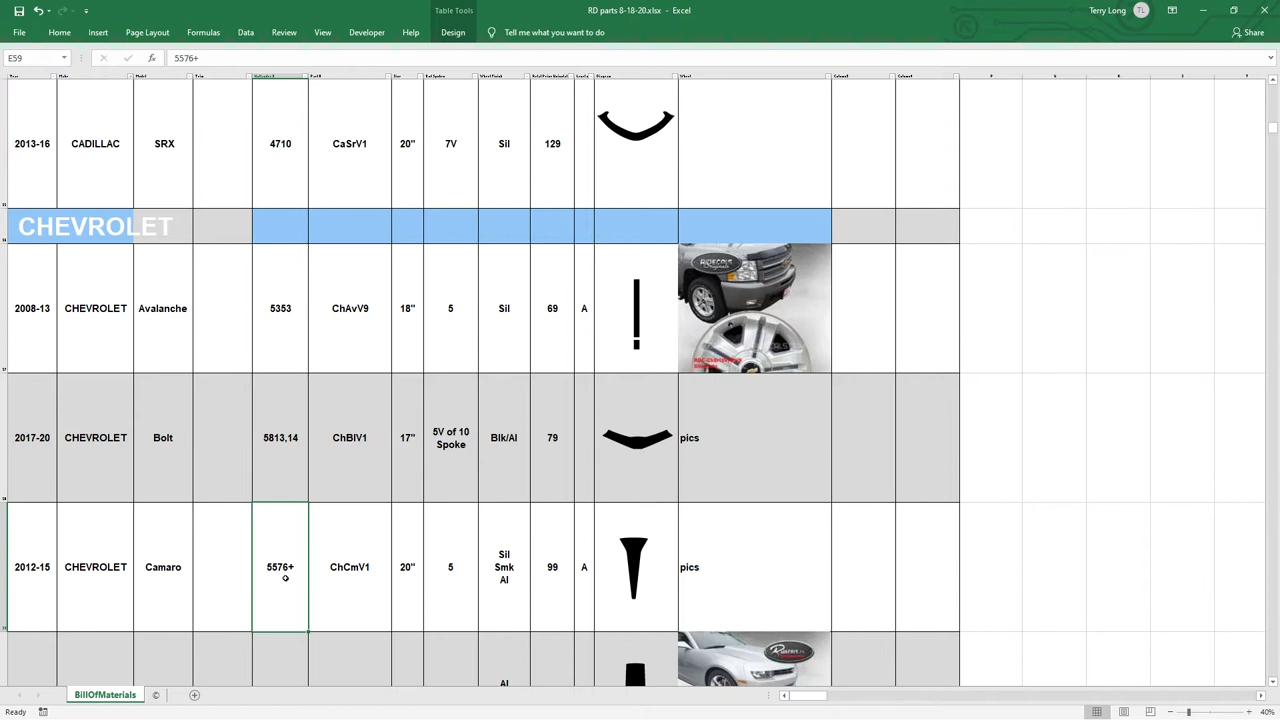 RD parts 8-18-20.xlsx - Excel
Table Tools
Terry Long
TL
File
Home
Insert
Page Layout
Formulas
Data
Review
View
Developer
Help
Design
Tell me what you want to do
Share
E59
5576+
2013-16 CADILLAC SRX 4710 CaSrV1 20" 7V Sil 129
CHEVROLET
2008-13 CHEVROLET Avalanche 5353 ChAvV9 18" 5 Sil 69 A
2017-20 CHEVROLET Bolt 5813,14 ChBlV1 17" 5V of 10
Spoke Blk/Al 79 pics
2012-15 CHEVROLET Camaro 5576+ ChCmV1 20" 5 Sil
Smk
Al 99 A pics
Al
BillOfMaterials
©
Ready
40%